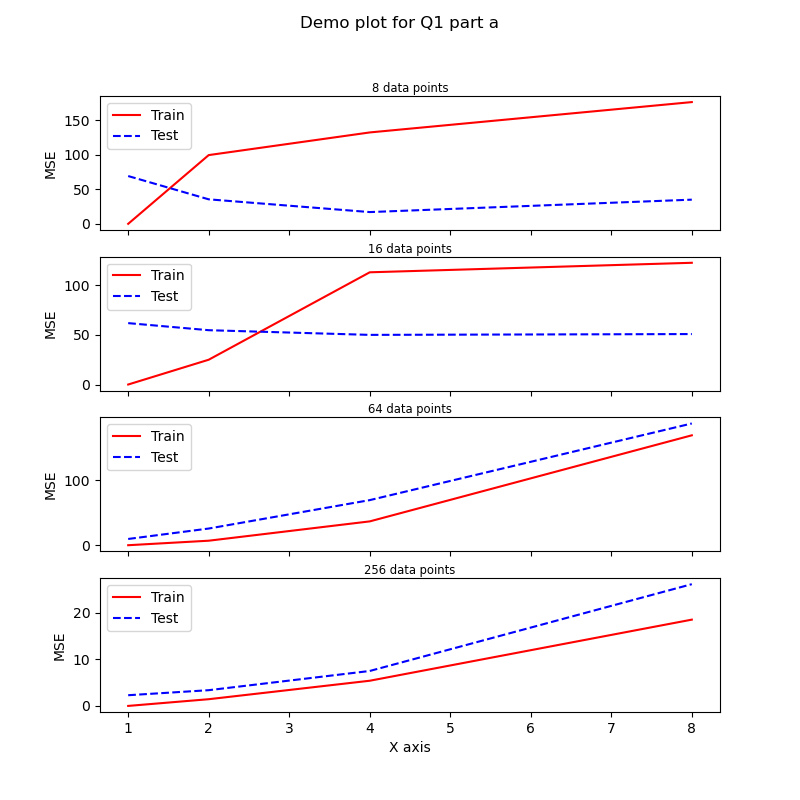 Demo plot for Q1 part a
8 data points
Train
Test
MSE
150
100
50
0
16 data points
Train
Test
MSE
100
50
0
64 data points
Train
Test
MSE
100
0
256 data points
Train
Test
MSE
20
10
0
1 2 3 4 5 6 7 8
X axis